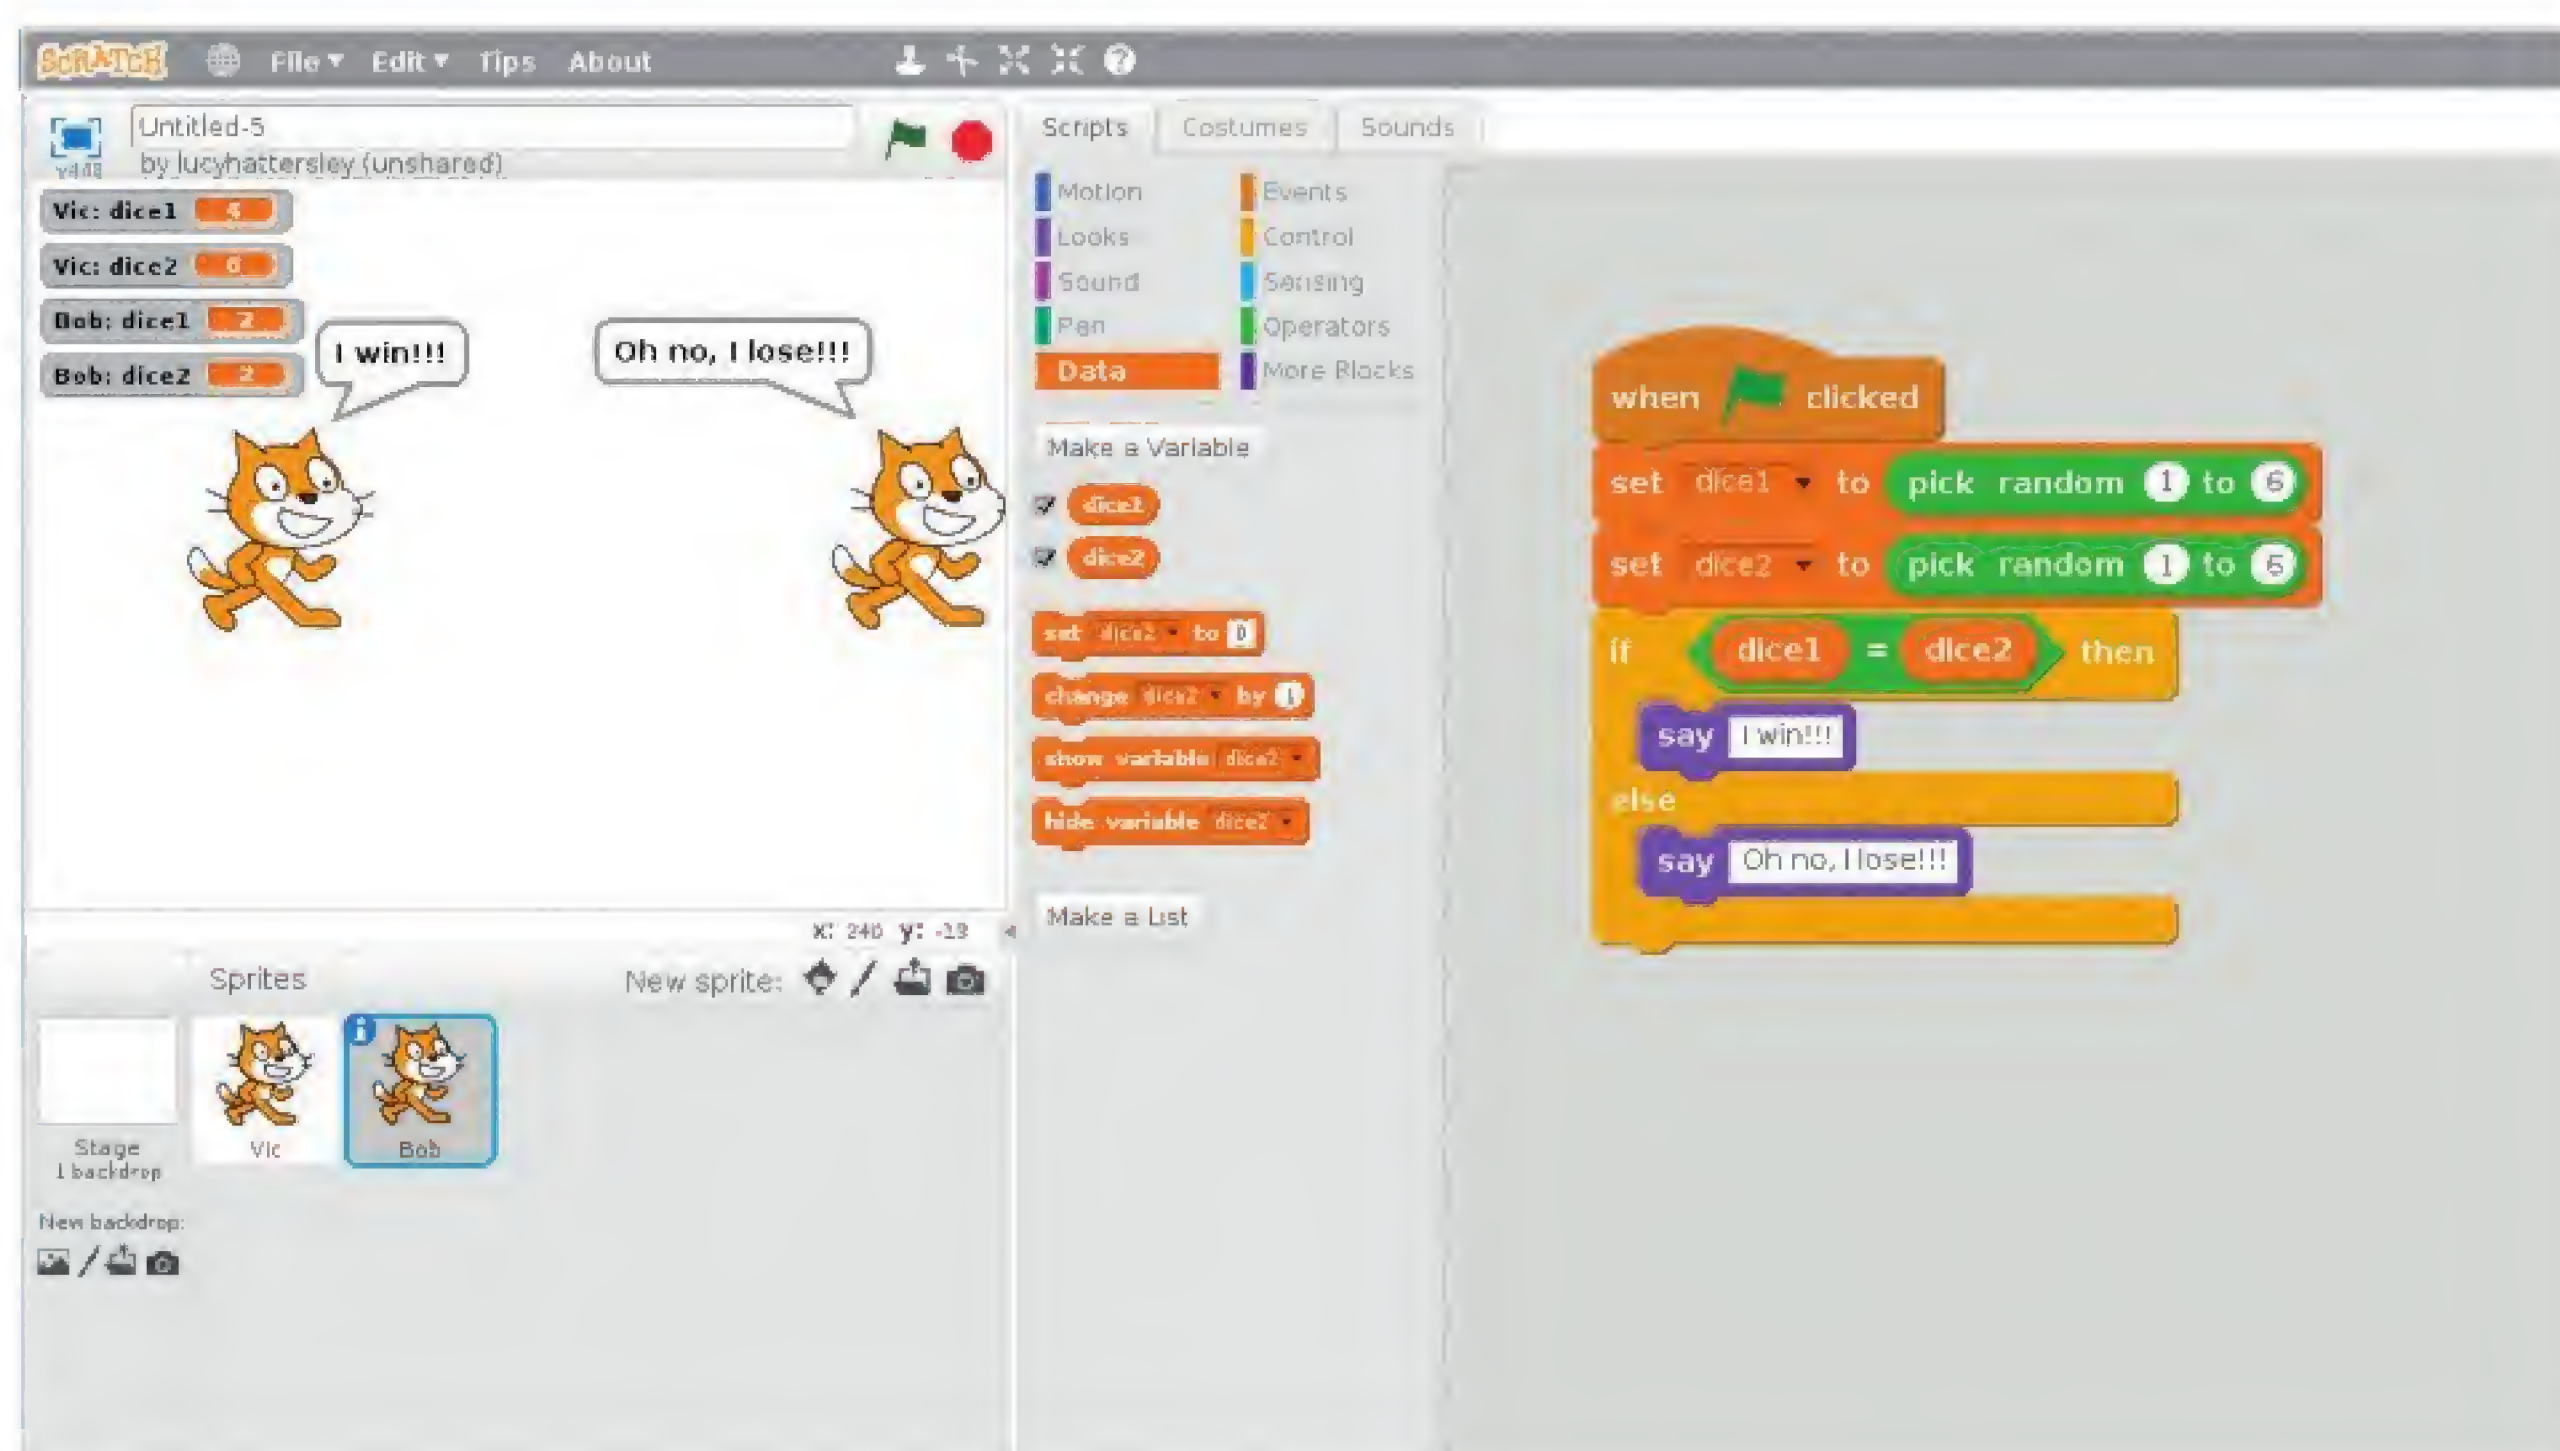 SCRATCH File Edit Tips About
Untitled-5
by lucyhattersley (unshared)
Vic: dice1
Vic: dice2
Bob: dice1 2
Bob: dice2 2
I win!!!
Oh no, I lose!!!
x: 240 y:
Sprites
New sprite:
Stage
1 backdrop
Vic
Bob
New backdrop:
Scripts Costumes Sounds
Motion Events
Looks Control
Sound Sensing
Pen Operators
Data More Blocks
Make a Variable
dice1
dice2
set dice2 to 0
change dice2 by 1
show variable dice2
hide variable dice2
Make a List
when clicked
set dice1 to pick random 1 to 6
set dice2 to pick random 1 to 6
if dice1 = dice2 then
say I win!!!
else
say Oh no, I lose!!!